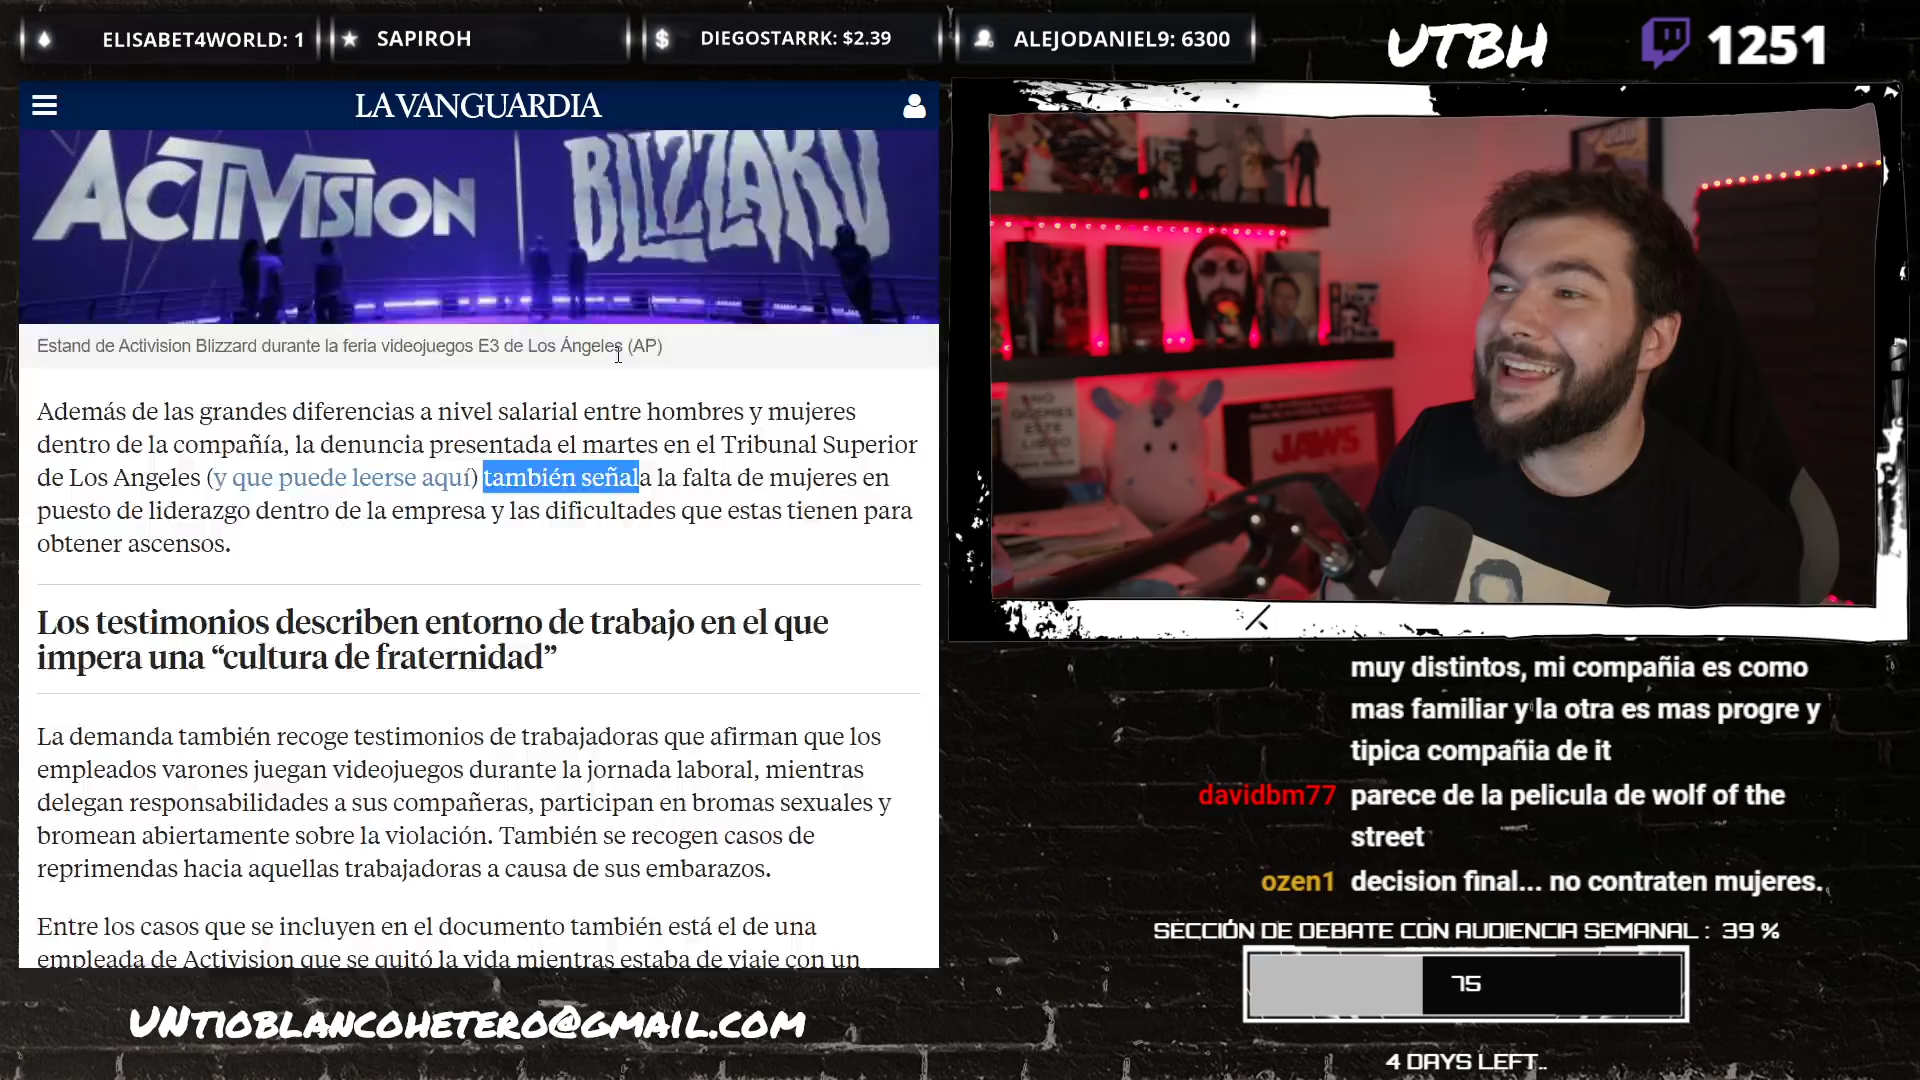 ELISABET4WORLD: 1
SAPIROH
DIEGOSTARRK: $2.39
ALEJODANIEL9: 6300
UTBH
1251
LA VANGUARDIA
ACTIVISION
BLIZZARD
Estand de Activision Blizzard durante la feria videojuegos E3 de Los Ángeles (AP)
Además de las grandes diferencias a nivel salarial entre hombres y mujeres
dentro de la compañía, la denuncia presentada el martes en el Tribunal Superior
de Los Angeles (y que puede leerse aquí) también señala la falta de mujeres en
puesto de liderazgo dentro de la empresa y las dificultades que estas tienen para
obtener ascensos.
Los testimonios describen entorno de trabajo en el que
impera una “cultura de fraternidad”
La demanda también recoge testimonios de trabajadoras que afirman que los
empleados varones juegan videojuegos durante la jornada laboral, mientras
delegan responsabilidades a sus compañeras, participan en bromas sexuales y
bromean abiertamente sobre la violación. También se recogen casos de
reprimendas hacia aquellas trabajadoras a causa de sus embarazos.
Entre los casos que se incluyen en el documento también está el de una
empleada de Activision que se quitó la vida mientras estaba de viaje con un
NO
QUEMES
ESTE
LIBRO
JAWS
muy distintos, mi compañia es como
mas familiar y la otra es mas progre y
tipica compañia de it
davidbm77 parece de la pelicula de wolf of the
street
ozen1 decision final... no contraten mujeres.
SECCIÓN DE DEBATE CON AUDIENCIA SEMANAL : 39 %
75
4 DAYS LEFT..
UNTIOBLANCOHETERO@GMAIL.COM